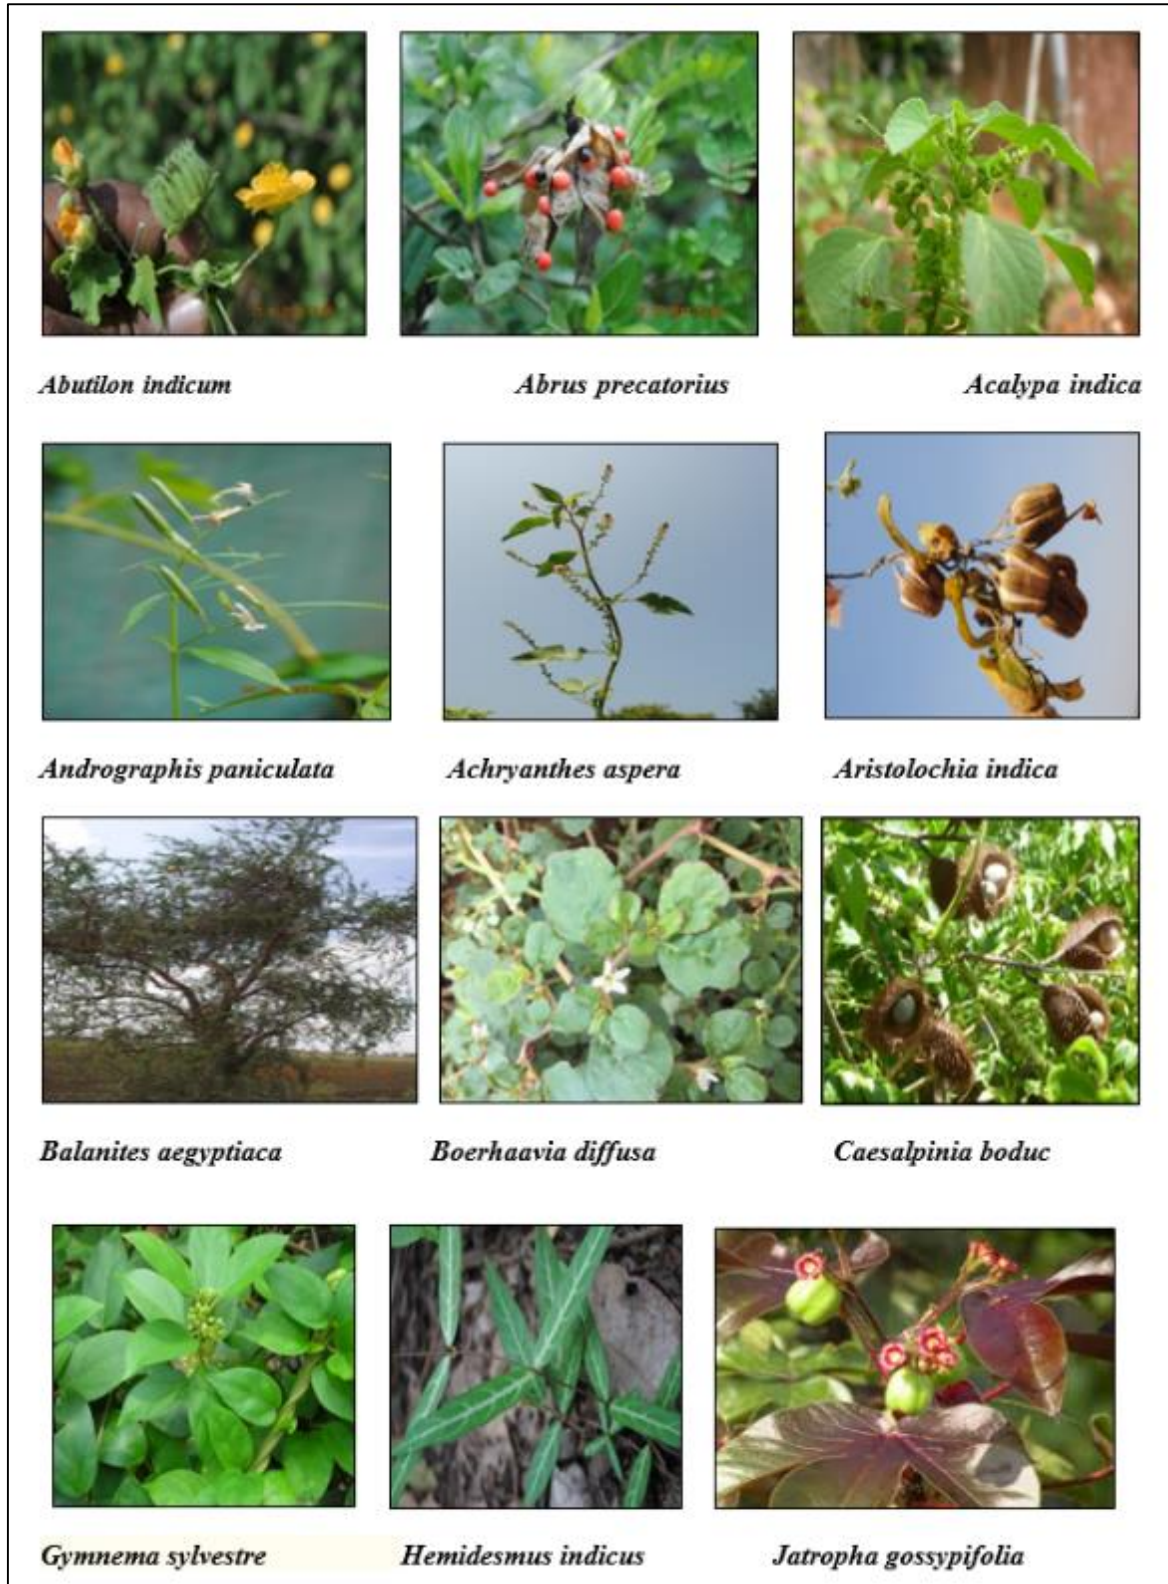 Abutilon indicum
Abrus precatorius
Acalypa indica
Andrographis paniculata
Achryanthes aspera
Aristolochia indica
Balanites aegyptiaca
Boerhaavia diffusa
Caesalpinia boduc
Gymnema sylvestre
Hemidesmus indicus
Jatropha gossypifolia